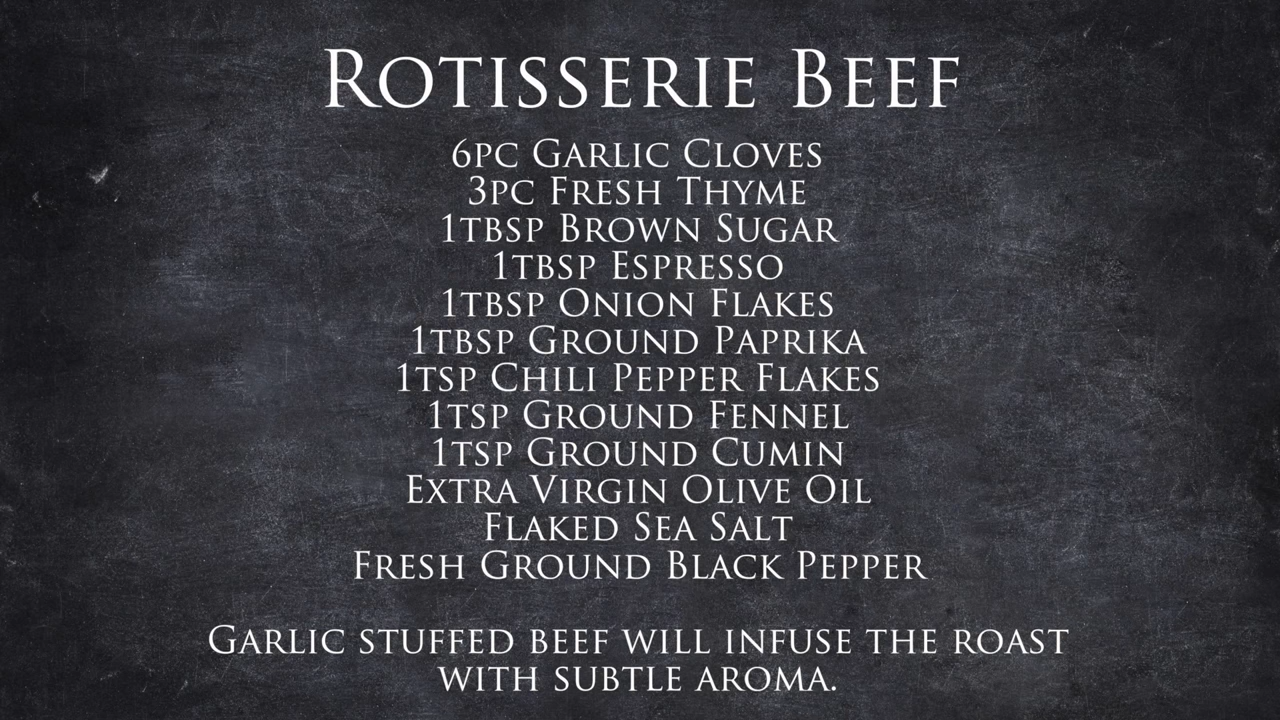 Rotisserie Beef
6pc Garlic Cloves
3pc Fresh Thyme
1tbsp Brown Sugar
1tbsp Espresso
1tbsp Onion Flakes
1tbsp Ground Paprika
1tsp Chili Pepper Flakes
1tsp Ground Fennel
1tsp Ground Cumin
Extra Virgin Olive Oil
Flaked Sea Salt
Fresh Ground Black Pepper
Garlic stuffed beef will infuse the roast
with subtle aroma.